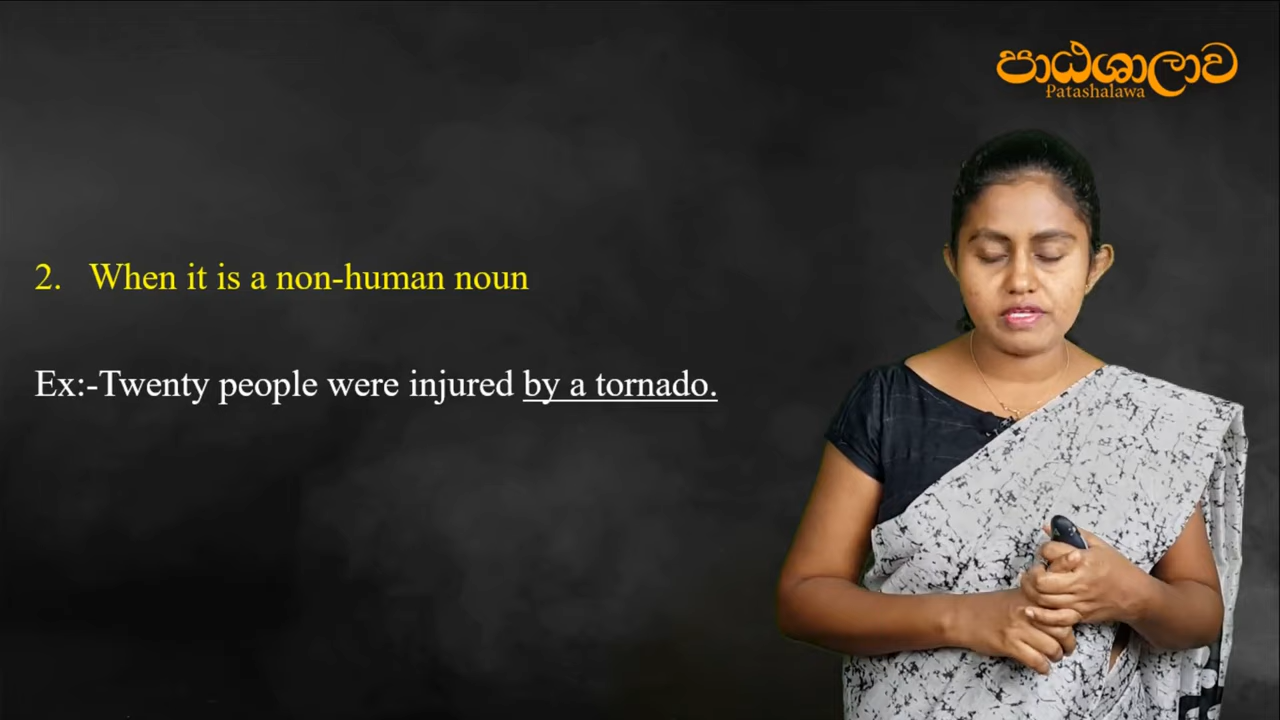 පාඨශාලාව
Patashalawa
2. When it is a non-human noun
Ex:-Twenty people were injured by a tornado.